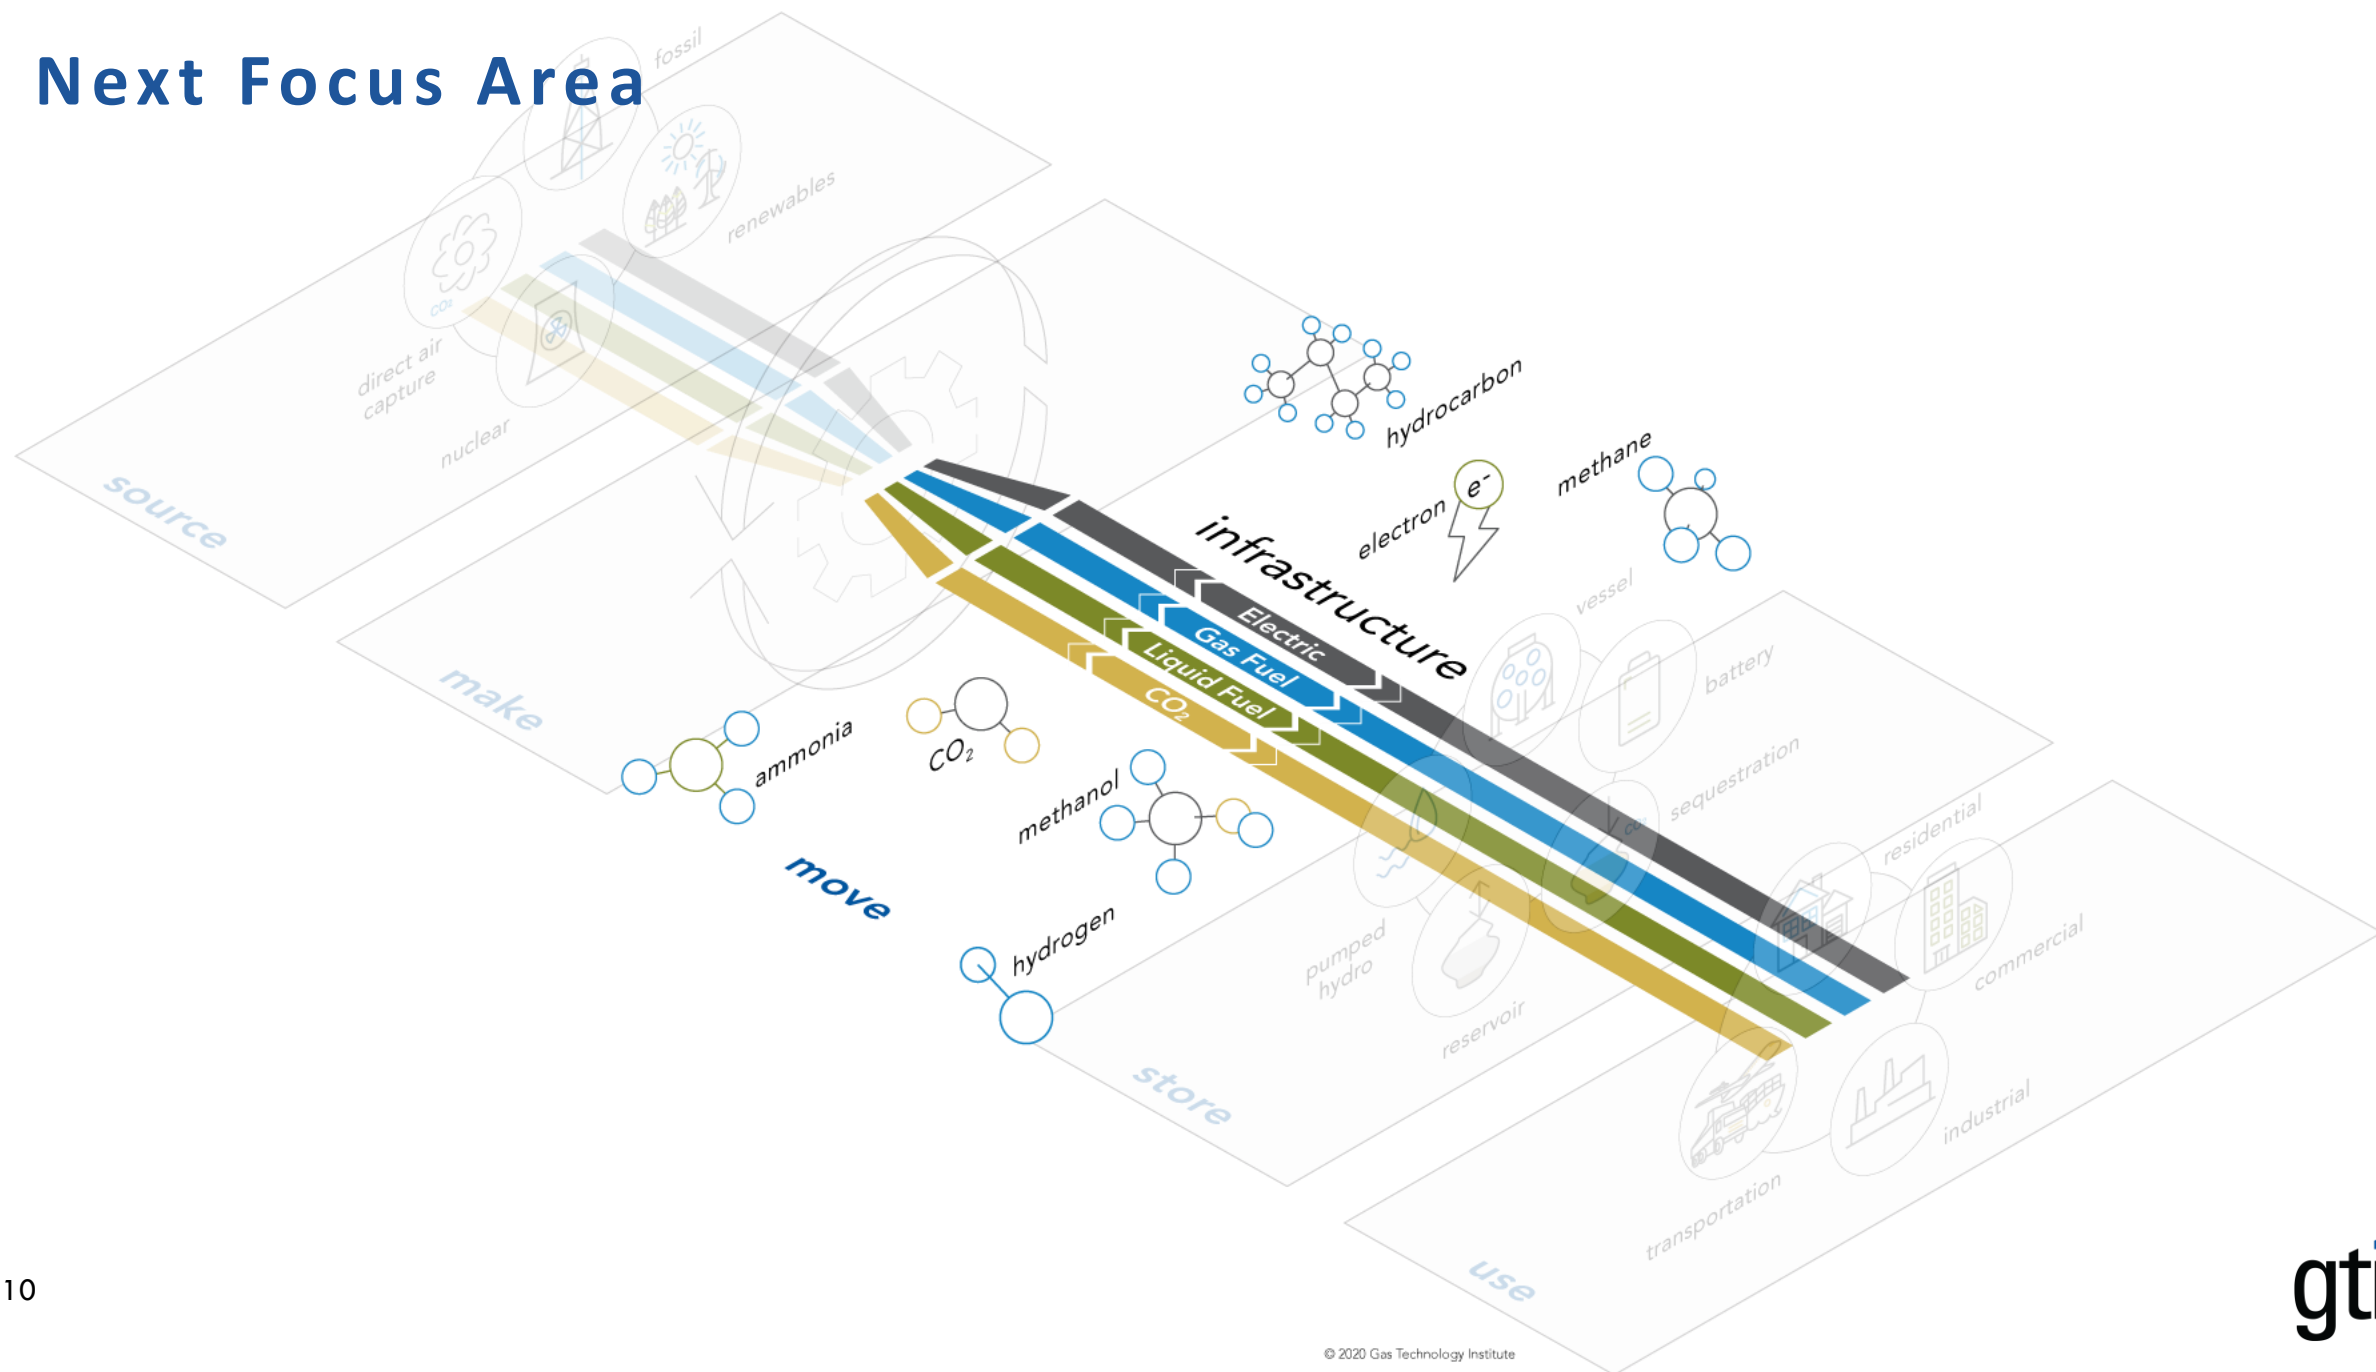 Next Focus Area
fossil
renewables
CO₂
direct air
capture
nuclear
source
make
hydrocarbon
methane
electron
e⁻
infrastructure
Electric
Gas Fuel
Liquid Fuel
CO₂
ammonia
CO₂
methanol
hydrogen
move
vessel
battery
sequestration
CO₂
pumped
hydro
reservoir
store
residential
commercial
industrial
transportation
use
10
gti
© 2020 Gas Technology Institute